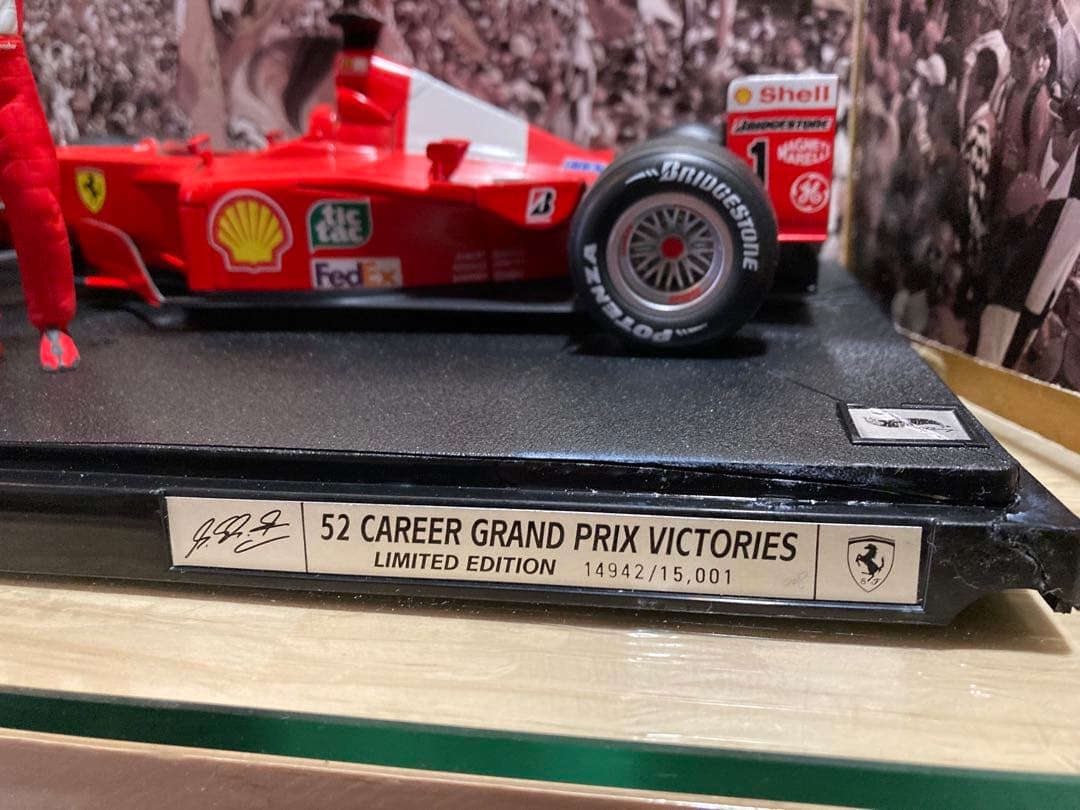 Shell
BRIDGESTONE
1
MAGNETI
MARELLI
GE
BRIDGESTONE
POTENZA
B
tic
tac
FedEx
52 CAREER GRAND PRIX VICTORIES
LIMITED EDITION 14942/15,001
S F